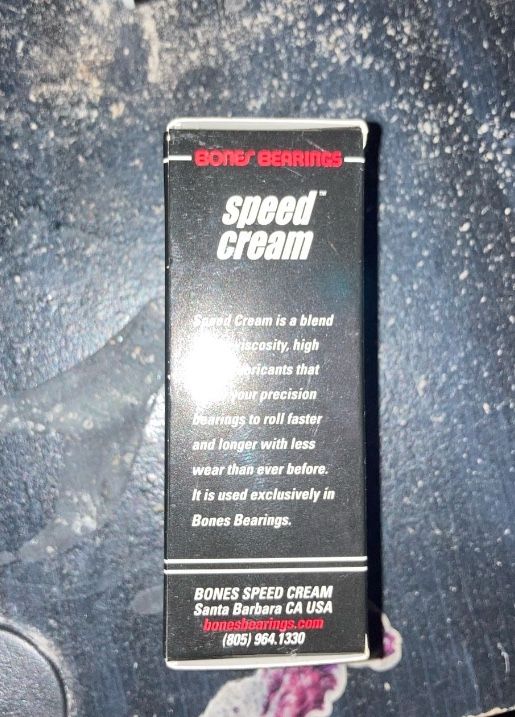 BONES BEARINGS
speed™
cream
Speed Cream is a blend
viscosity, high
lubricants that
your precision
bearings to roll faster
and longer with less
wear than ever before.
It is used exclusively in
Bones Bearings.
BONES SPEED CREAM
Santa Barbara CA USA
bonesbearings.com
(805) 964.1330